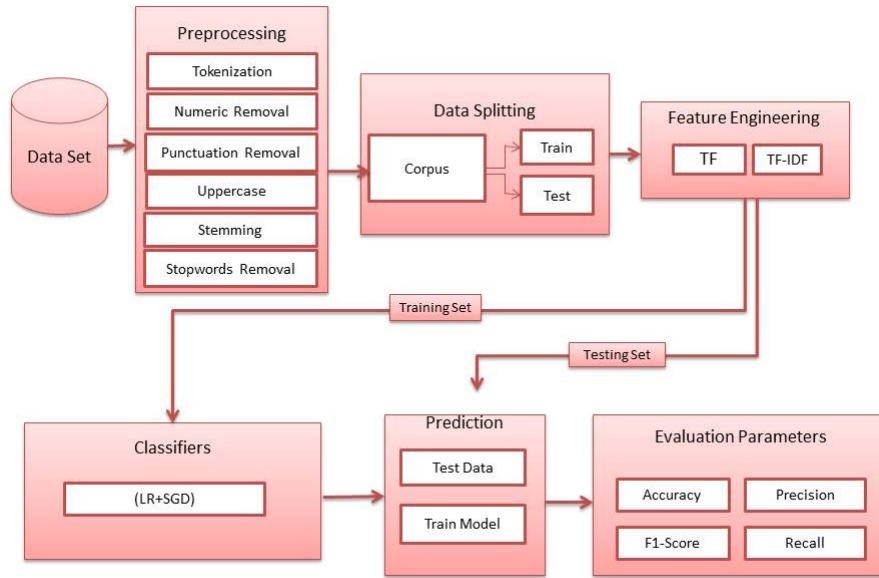 Data Set
Preprocessing
Tokenization
Numeric Removal
Punctuation Removal
Uppercase
Stemming
Stopwords Removal
Data Splitting
Corpus
Train
Test
Feature Engineering
TF
TF-IDF
Training Set
Testing Set
Classifiers
(LR+SGD)
Prediction
Test Data
Train Model
Evaluation Parameters
Accuracy
Precision
F1-Score
Recall